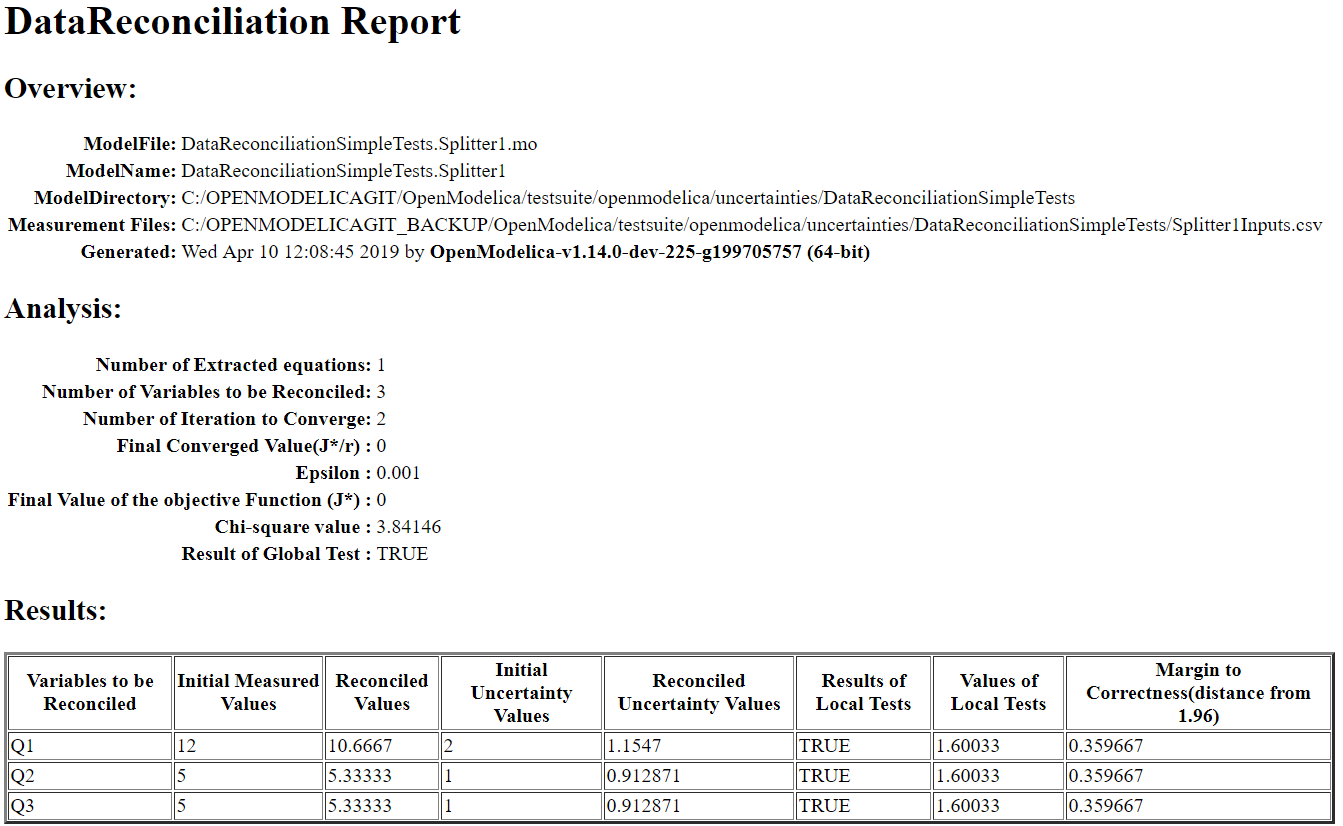 DataReconciliation Report
Overview:
ModelFile: DataReconciliationSimpleTests.Splitter1.mo
ModelName: DataReconciliationSimpleTests.Splitter1
ModelDirectory: C:/OPENMODELICAGIT/OpenModelica/testsuite/openmodelica/uncertainties/DataReconciliationSimpleTests
Measurement Files: C:/OPENMODELICAGIT_BACKUP/OpenModelica/testsuite/openmodelica/uncertainties/DataReconciliationSimpleTests/Splitter1Inputs.csv
Generated: Wed Apr 10 12:08:45 2019 by OpenModelica-v1.14.0-dev-225-g199705757 (64-bit)
Analysis:
Number of Extracted equations: 1
Number of Variables to be Reconciled: 3
Number of Iteration to Converge: 2
Final Converged Value(J*/r) : 0
Epsilon : 0.001
Final Value of the objective Function (J*) : 0
Chi-square value : 3.84146
Result of Global Test : TRUE
Results:
Variables to be
Reconciled
Initial Measured
Values
Reconciled
Values
Initial
Uncertainty
Values
Reconciled
Uncertainty Values
Results of
Local Tests
Values of
Local Tests
Margin to
Correctness(distance from
1.96)
Q1 12 10.6667 2 1.1547 TRUE 1.60033 0.359667
Q2 5 5.33333 1 0.912871 TRUE 1.60033 0.359667
Q3 5 5.33333 1 0.912871 TRUE 1.60033 0.359667